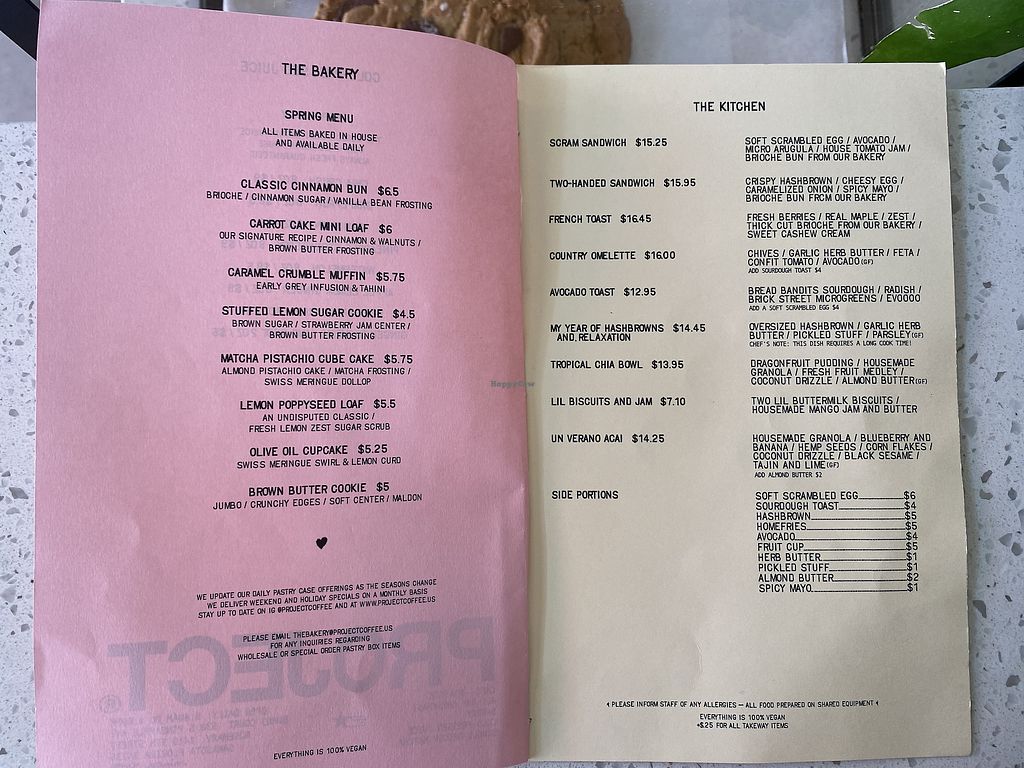 THE BAKERY
SPRING MENU
ALL ITEMS BAKED IN HOUSE
AND AVAILABLE DAILY
CLASSIC CINNAMON BUN $6.5
BRIOCHE / CINNAMON SUGAR / VANILLA BEAN FROSTING
CARROT CAKE MINI LOAF $6
OUR SIGNATURE RECIPE / CINNAMON & WALNUTS /
BROWN BUTTER FROSTING
CARAMEL CRUMBLE MUFFIN $5.75
EARLY GREY INFUSION & TAHINI
STUFFED LEMON SUGAR COOKIE $4.5
BROWN SUGAR / STRAWBERRY JAM CENTER /
BROWN BUTTER FROSTING
MATCHA PISTACHIO CUBE CAKE $5.75
ALMOND PISTACHIO CAKE / MATCHA FROSTING /
SWISS MERINGUE DOLLOP
LEMON POPPYSEED LOAF $5.5
AN UNDISPUTED CLASSIC /
FRESH LEMON ZEST SUGAR SCRUB
OLIVE OIL CUPCAKE $5.25
SWISS MERINGUE SWIRL & LEMON CURD
BROWN BUTTER COOKIE $5
JUMBO / CRUNCHY EDGES / SOFT CENTER / MALDON
WE UPDATE OUR DAILY PASTRY CASE OFFERINGS AS THE SEASONS CHANGE
WE DELIVER WEEKEND AND HOLIDAY SPECIALS ON A MONTHLY BASIS
STAY UP TO DATE ON IG @PROJECTCOFFEE AND AT WWW.PROJECTCOFFEE.US
PLEASE EMAIL THEBAKERY@PROJECTCOFFEE.US
FOR ANY INQUIRIES REGARDING
WHOLESALE OR SPECIAL ORDER PASTRY BOX ITEMS
PROJECT®
EVERYTHING IS 100% VEGAN
THE KITCHEN
SCRAM SANDWICH $15.25
SOFT SCRAMBLED EGG / AVOCADO /
MICRO ARUGULA / HOUSE TOMATO JAM /
BRIOCHE BUN FROM OUR BAKERY
TWO-HANDED SANDWICH $15.95
CRISPY HASHBROWN / CHEESY EGG /
CARAMELIZED ONION / SPICY MAYO /
BRIOCHE BUN FROM OUR BAKERY
FRENCH TOAST $16.45
FRESH BERRIES / REAL MAPLE / ZEST /
THICK CUT BRIOCHE FROM OUR BAKERY /
SWEET CASHEW CREAM
COUNTRY OMELETTE $16.00
CHIVES / GARLIC HERB BUTTER / FETA /
CONFIT TOMATO / AVOCADO (GF)
ADD SOURDOUGH TOAST $4
AVOCADO TOAST $12.95
BREAD BANDITS SOURDOUGH / RADISH /
BRICK STREET MICROGREENS / EVOOOO
ADD A SOFT SCRAMBLED EGG $4
MY YEAR OF HASHBROWNS $14.45
AND RELAXATION
OVERSIZED HASHBROWN / GARLIC HERB
BUTTER / PICKLED STUFF / PARSLEY (GF)
CHEF'S NOTE: THIS DISH REQUIRES A LONG COOK TIME!
TROPICAL CHIA BOWL $13.95
DRAGONFRUIT PUDDING / HOUSEMADE
GRANOLA / FRESH FRUIT MEDLEY /
COCONUT DRIZZLE / ALMOND BUTTER (GF)
LIL BISCUITS AND JAM $7.10
TWO LIL BUTTERMILK BISCUITS /
HOUSEMADE MANGO JAM AND BUTTER
UN VERANO ACAI $14.25
HOUSEMADE GRANOLA / BLUEBERRY AND
BANANA / HEMP SEEDS / CORN FLAKES /
COCONUT DRIZZLE / BLACK SESAME /
TAJIN AND LIME (GF)
ADD ALMOND BUTTER $2
SIDE PORTIONS
SOFT SCRAMBLED EGG $6
SOURDOUGH TOAST $4
HASHBROWN $5
HOMEFRIES $5
AVOCADO $4
FRUIT CUP $5
HERB BUTTER $1
PICKLED STUFF $1
ALMOND BUTTER $2
SPICY MAYO $1
PLEASE INFORM STAFF OF ANY ALLERGIES — ALL FOOD PREPARED ON SHARED EQUIPMENT
EVERYTHING IS 100% VEGAN
+$.25 FOR ALL TAKEWAY ITEMS
HappyCow